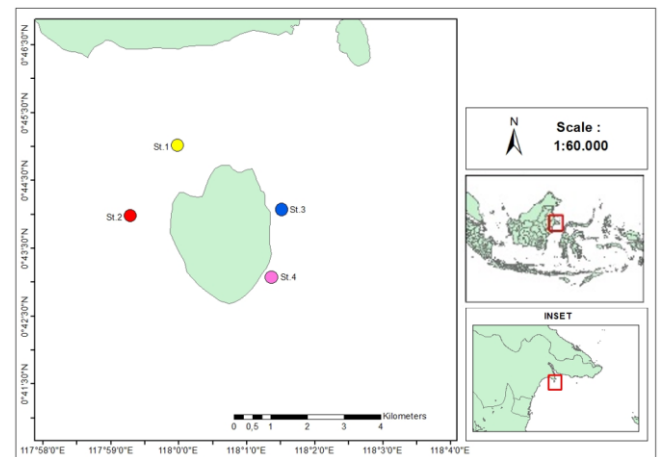 0°46'30"N
0°45'30"N
0°44'30"N
0°43'30"N
0°42'30"N
0°41'30"N
St.1
St.2
St.3
St.4
Kilometers
0 0,5 1 2 3 4
117°58'0"E 117°59'0"E 118°0'0"E 118°1'0"E 118°2'0"E 118°3'0"E 118°4'0"E
N
Scale :
1:60.000
INSET